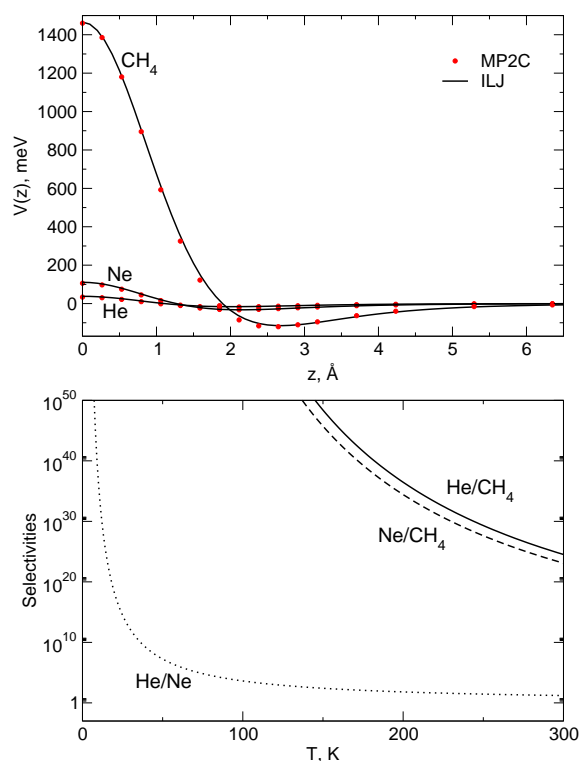 1400
1200
1000
800
600
400
200
0
V(z), meV
CH4
Ne
He
MP2C
ILJ
0 1 2 3 4 5 6
z, Å
10^50
10^40
10^30
10^20
10^10
1
Selectivities
He/CH4
Ne/CH4
He/Ne
0 100 200 300
T, K